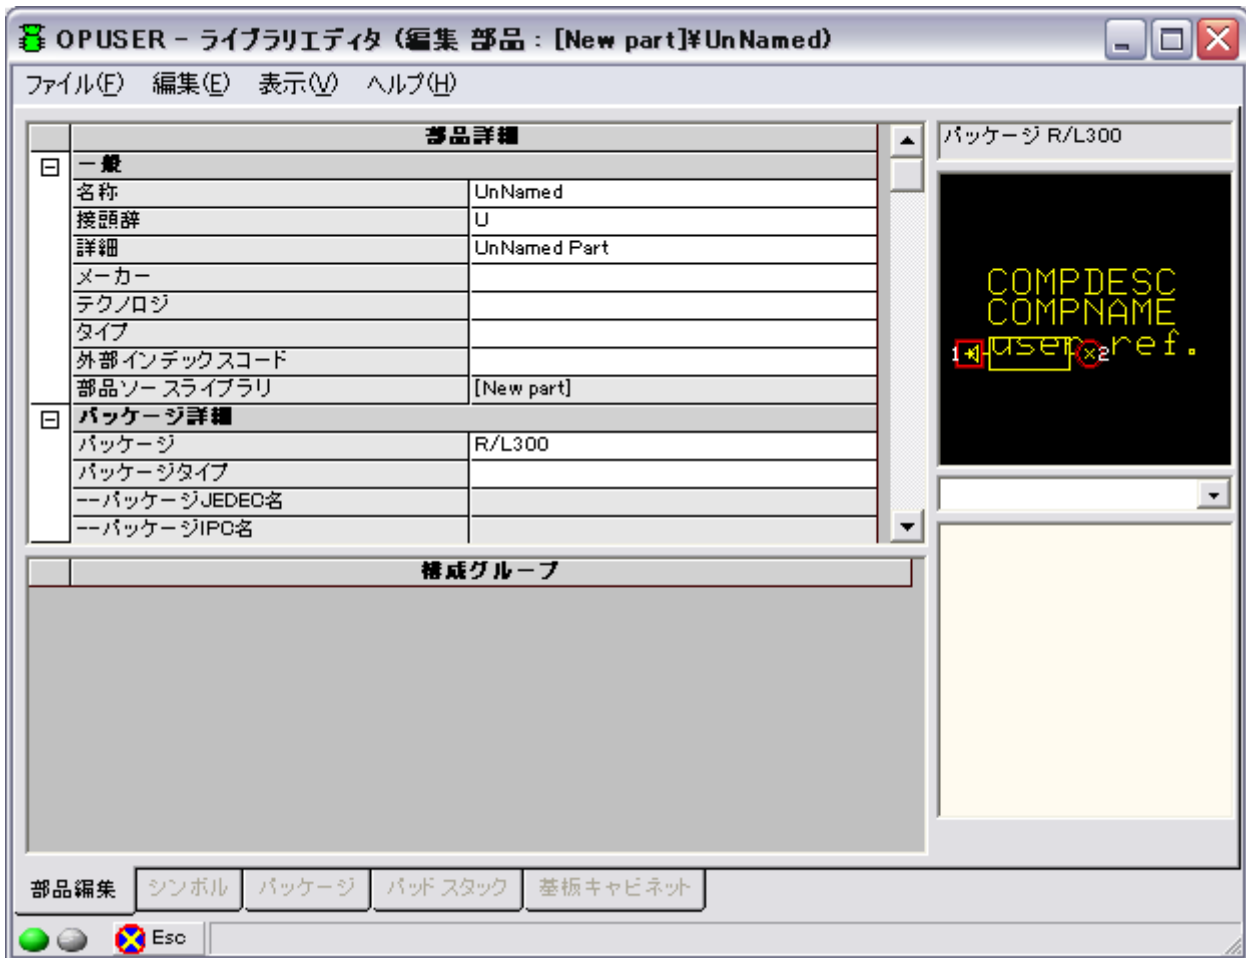 OPUSER - ライブラリエディタ (編集 部品 : [New part]¥UnNamed)
ファイル(F) 編集(E) 表示(V) ヘルプ(H)
部品詳細
一般
名称 UnNamed
接頭辞 U
詳細 UnNamed Part
メーカー
テクノロジ
タイプ
外部インデックスコード
部品ソースライブラリ [New part]
パッケージ詳細
パッケージ R/L300
パッケージタイプ
--パッケージJEDEC名
--パッケージIPC名
パッケージ R/L300
COMPDESC
COMPNAME
user ref.
1 2
構成グループ
部品編集 シンボル パッケージ パッドスタック 基板キャビネット
Esc